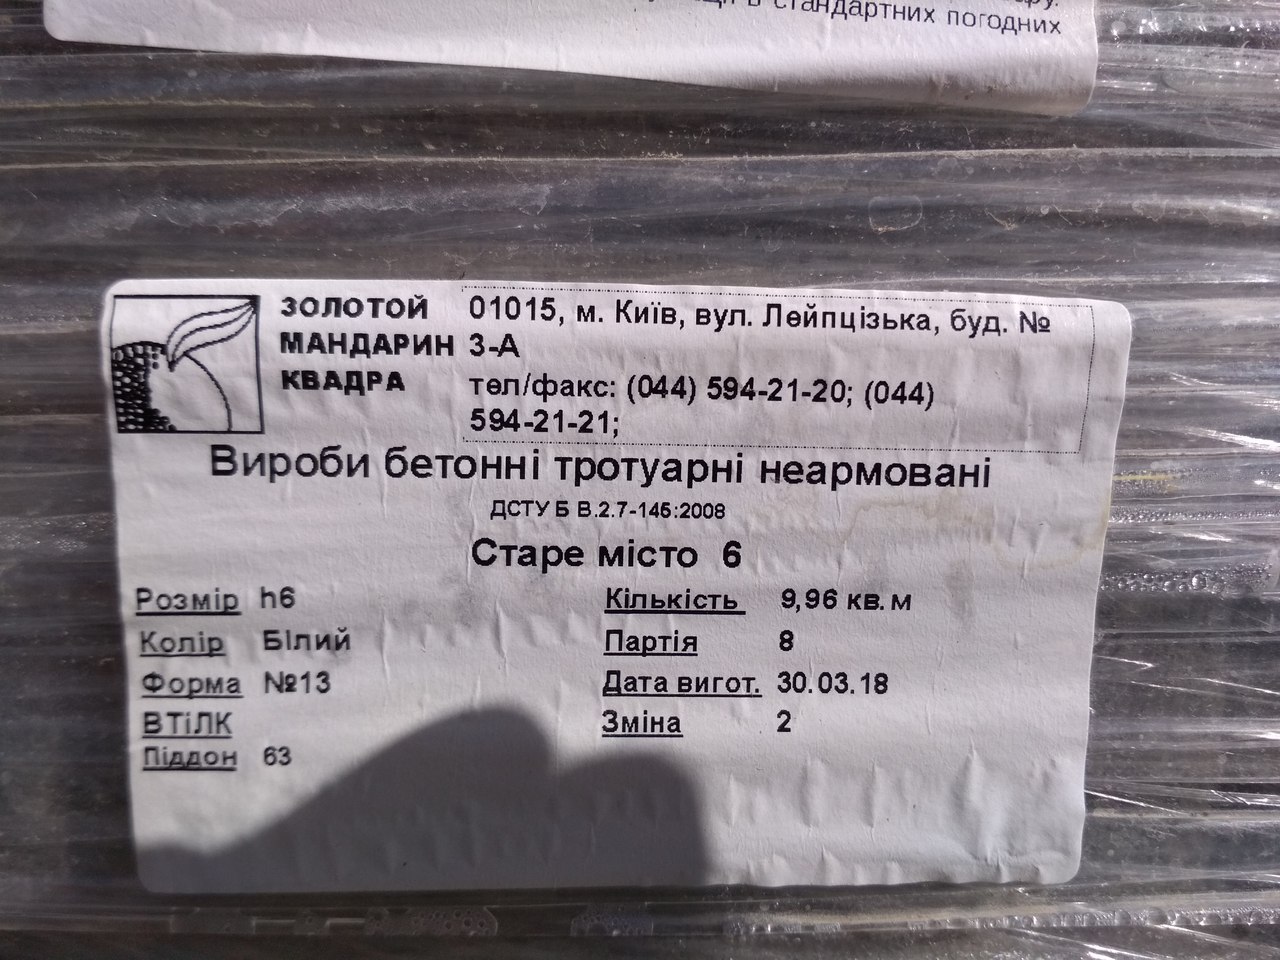 стандартних погодних
ЗОЛОТОЙ
МАНДАРИН
КВАДРА
01015, м. Київ, вул. Лейпцізька, буд. №
3-А
тел/факс: (044) 594-21-20; (044)
594-21-21;
Вироби бетонні тротуарні неармовані
ДСТУ Б В.2.7-145:2008
Старе місто 6
Розмір h6
Колір Білий
Форма №13
ВТіЛК
Піддон 63
Кількість 9,96 кв.м
Партія 8
Дата вигот. 30.03.18
Зміна 2